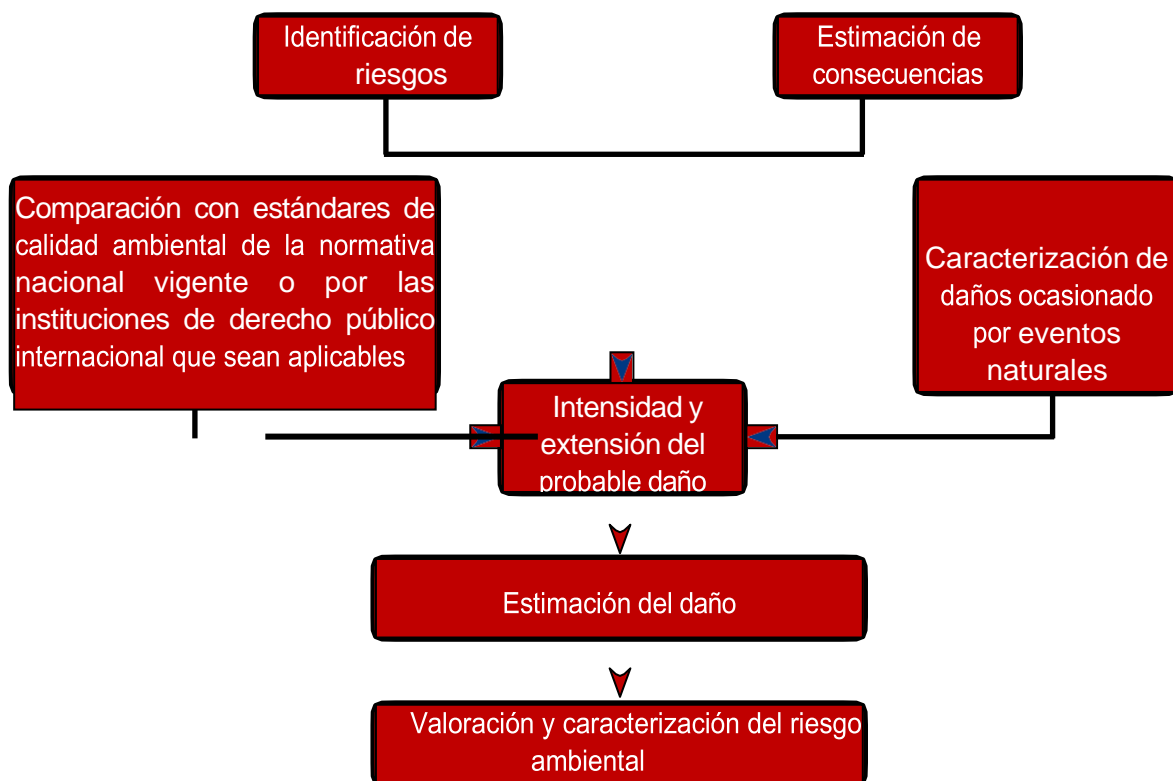 Identificación de
riesgos
Estimación de
consecuencias
Comparación con estándares de
calidad ambiental de la normativa
nacional vigente o por las
instituciones de derecho público
internacional que sean aplicables
Caracterización de
daños ocasionado
por eventos
naturales
Intensidad y
extensión del
probable daño
Estimación del daño
Valoración y caracterización del riesgo
ambiental